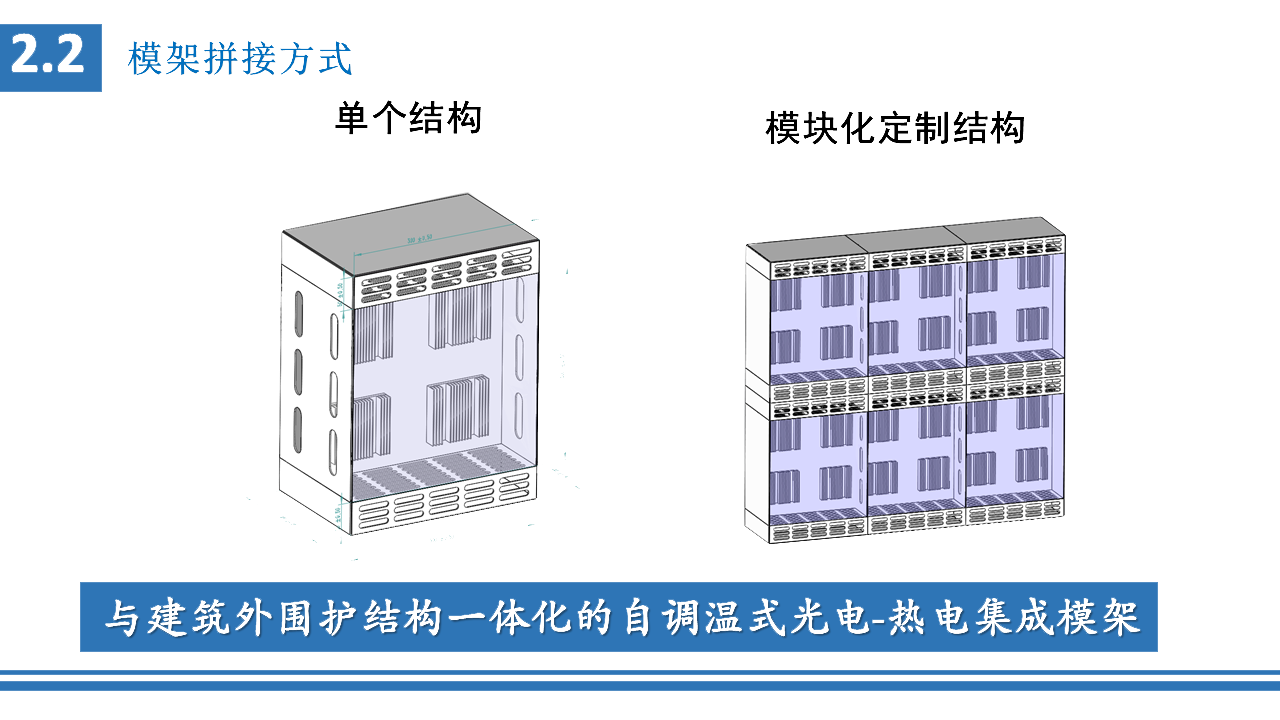 2.2
模架拼接方式
单个结构
模块化定制结构
与建筑外围护结构一体化的自调温式光电-热电集成模架